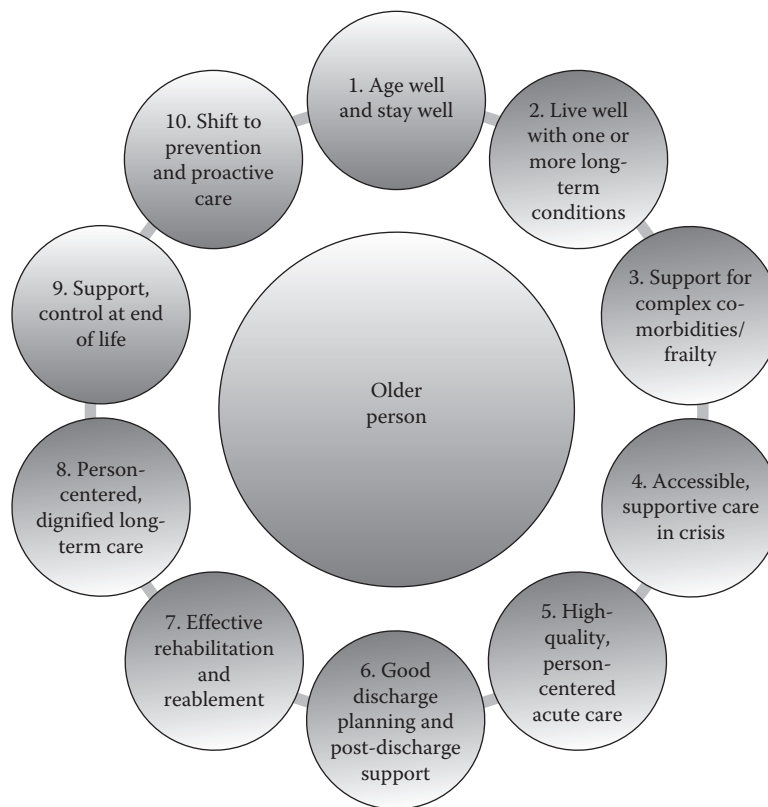 1. Age well
and stay well
2. Live well
with one or
more long-
term
conditions
3. Support for
complex co-
morbidities/
frailty
4. Accessible,
supportive care
in crisis
5. High-
quality,
person-
centered
acute care
6. Good
discharge
planning and
post-discharge
support
7. Effective
rehabilitation
and
reablement
8. Person-
centered,
dignified long-
term care
9. Support,
control at end
of life
10. Shift to
prevention
and proactive
care
Older
person